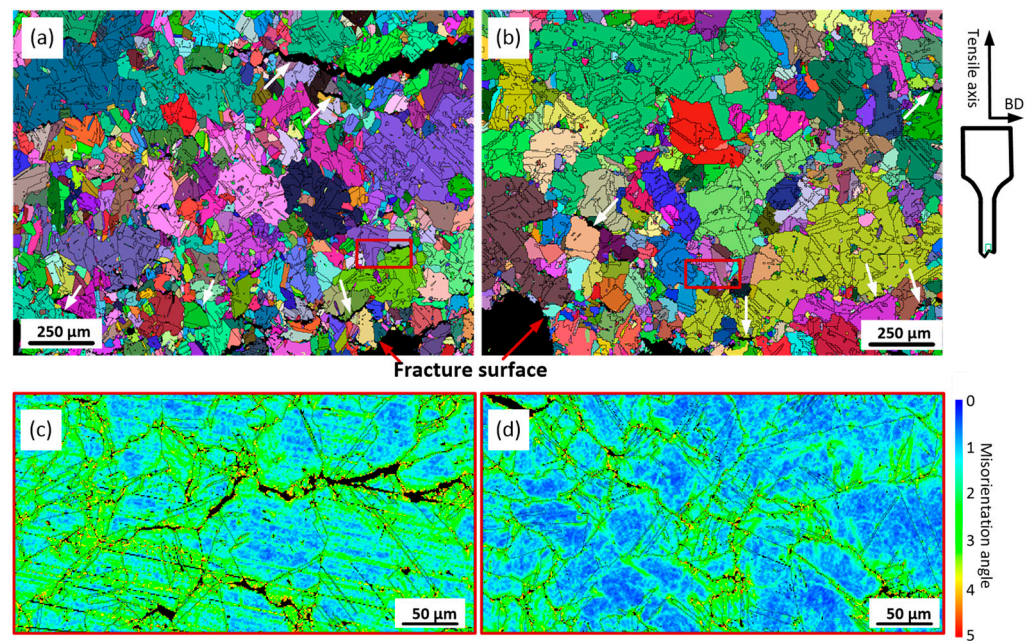 (a)
(b)
Tensile axis
BD
250 μm
250 μm
Fracture surface
(c)
(d)
50 μm
50 μm
0
1
2
3
4
5
Misorientation angle